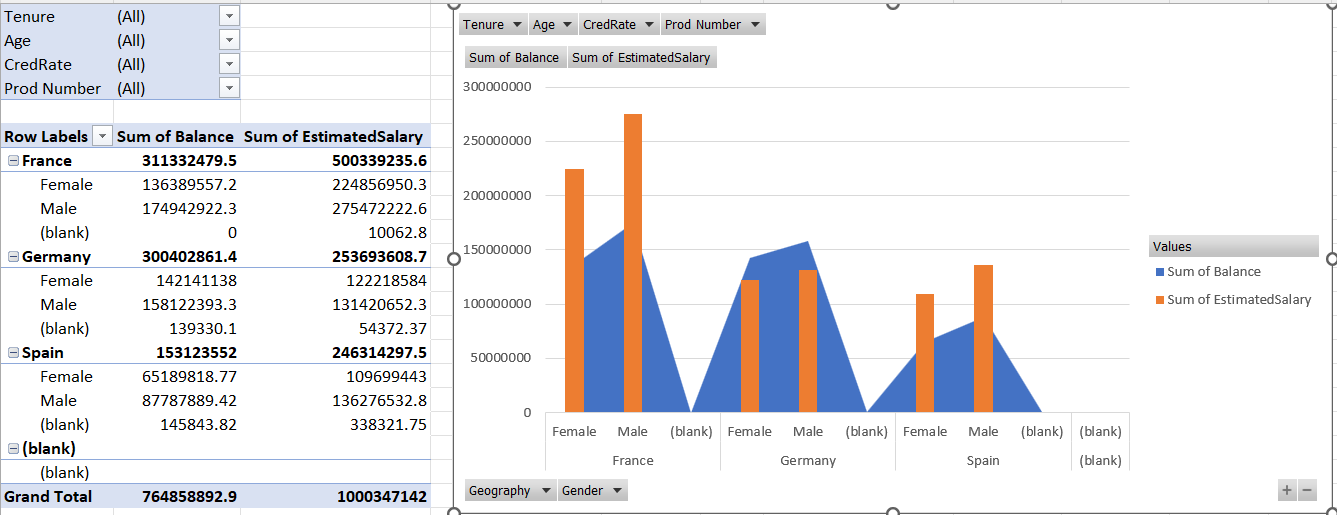 Tenure (All)
Age (All)
CredRate (All)
Prod Number (All)
Row Labels Sum of Balance Sum of EstimatedSalary
France 311332479.5 500339235.6
Female 136389557.2 224856950.3
Male 174942922.3 275472222.6
(blank) 0 10062.8
Germany 300402861.4 253693608.7
Female 142141138 122218584
Male 158122393.3 131420652.3
(blank) 139330.1 54372.37
Spain 153123552 246314297.5
Female 65189818.77 109699443
Male 87787889.42 136276532.8
(blank) 145843.82 338321.75
(blank)
(blank)
Grand Total 764858892.9 1000347142
Tenure Age CredRate Prod Number
Sum of Balance Sum of EstimatedSalary
300000000
250000000
200000000
150000000
100000000
50000000
0
Female Male (blank) Female Male (blank) Female Male (blank) (blank)
France Germany Spain (blank)
Values
Sum of Balance
Sum of EstimatedSalary
Geography Gender
+ −